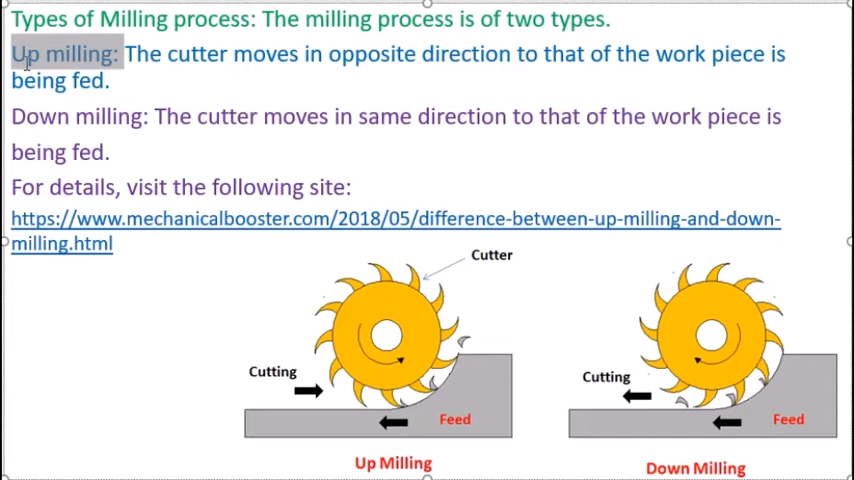 Types of Milling process: The milling process is of two types.
Up milling: The cutter moves in opposite direction to that of the work piece is
being fed.
Down milling: The cutter moves in same direction to that of the work piece is
being fed.
For details, visit the following site:
https://www.mechanicalbooster.com/2018/05/difference-between-up-milling-and-down-
milling.html
Cutter
Cutting
Feed
Up Milling
Cutting
Feed
Down Milling